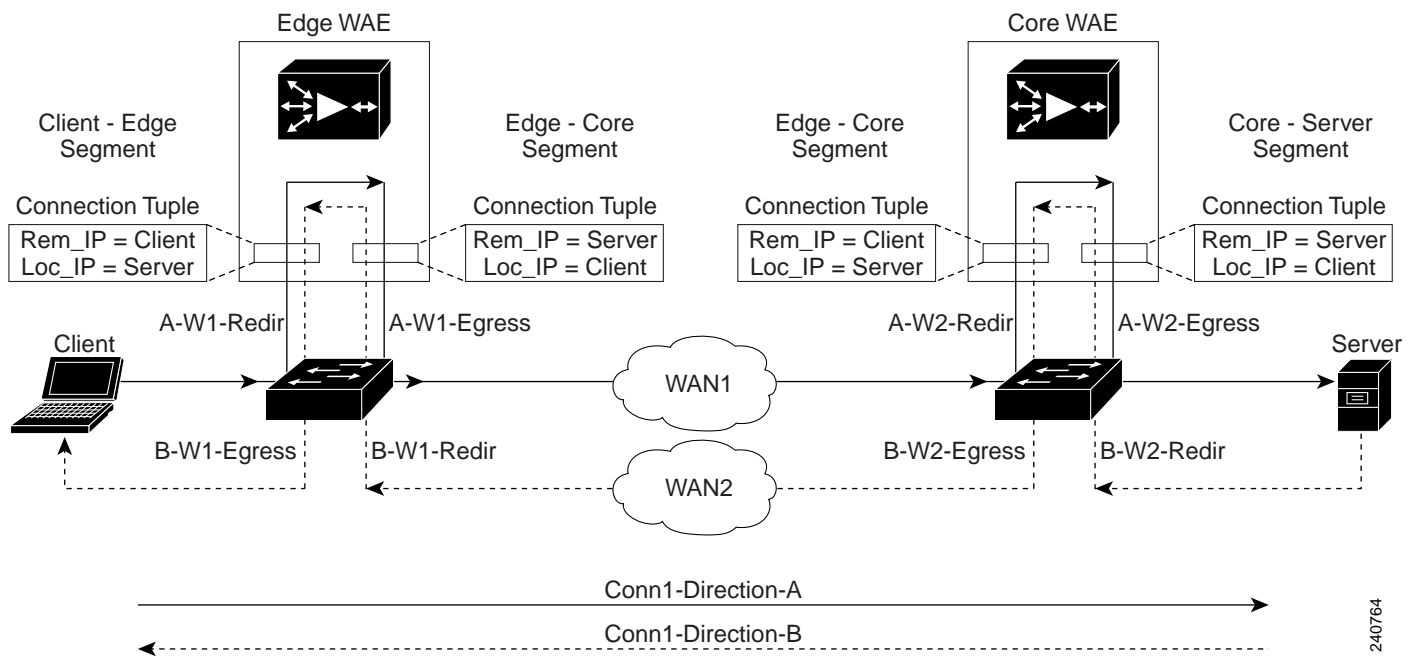 Edge WAE
Core WAE
Client - Edge
Segment
Edge - Core
Segment
Edge - Core
Segment
Core - Server
Segment
Connection Tuple
Rem_IP = Client
Loc_IP = Server
Connection Tuple
Rem_IP = Server
Loc_IP = Client
Connection Tuple
Rem_IP = Client
Loc_IP = Server
Connection Tuple
Rem_IP = Server
Loc_IP = Client
A-W1-Redir
A-W1-Egress
A-W2-Redir
A-W2-Egress
Client
Server
WAN1
B-W1-Egress
B-W1-Redir
B-W2-Egress
B-W2-Redir
WAN2
Conn1-Direction-A
Conn1-Direction-B
240764